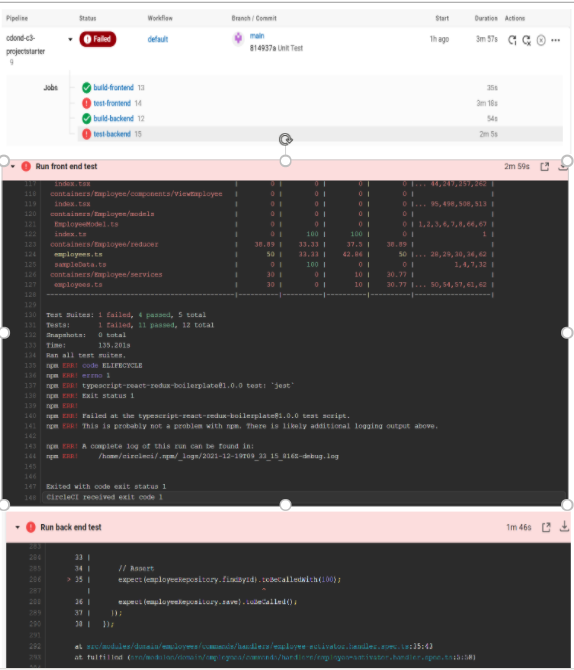 Pipeline Status Workflow Branch / Commit Start Duration Actions
cdond-c3-projectstarter 9 Failed default main 1h ago 3m 57s
814937a Unit Test
Jobs
build-frontend 13 35s
test-frontend 14 3m 18s
build-backend 12 54s
test-backend 15 2m 5s
Run front end test 2m 59s
117 index.tsx | 0 | 0 | 0 | 0 |... 44,247,257,262 |
118 containers/Employee/components/ViewEmployee | 0 | 0 | 0 | 0 | |
119 index.tsx | 0 | 0 | 0 | 0 |... 95,498,508,513 |
120 containers/Employee/models | 0 | 0 | 0 | 0 | |
121 EmployeeModel.ts | 0 | 0 | 0 | 0 | 1,2,3,6,7,8,66,67 |
122 index.ts | 0 | 100 | 100 | 0 | 1 |
123 containers/Employee/reducer | 38.89 | 33.33 | 37.5 | 38.89 | |
124 employees.ts | 50 | 33.33 | 42.86 | 50 |... 28,29,30,36,62 |
125 sampleData.ts | 0 | 100 | 0 | 0 | 1,4,7,32 |
126 containers/Employee/services | 30 | 0 | 10 | 30.77 | |
127 employees.ts | 30 | 0 | 10 | 30.77 |... 50,54,57,61,62 |
128
129
130 Test Suites: 1 failed, 4 passed, 5 total
131 Tests: 1 failed, 11 passed, 12 total
132 Snapshots: 0 total
133 Time: 135.201s
134 Ran all test suites.
135 npm ERR! code ELIFECYCLE
136 npm ERR! errno 1
137 npm ERR! typescript-react-redux-boilerplate@1.0.0 test: `jest`
138 npm ERR! Exit status 1
139 npm ERR!
140 npm ERR! Failed at the typescript-react-redux-boilerplate@1.0.0 test script.
141 npm ERR! This is probably not a problem with npm. There is likely additional logging output above.
142
143 npm ERR! A complete log of this run can be found in:
144 npm ERR! /home/circleci/.npm/_logs/2021-12-19T09_33_15_816Z-debug.log
145
146
147 Exited with code exit status 1
148 CircleCI received exit code 1
Run back end test 1m 46s
283
284 33 |
285 34 | // Assert
286 > 35 | expect(employeeRepository.findById).toBeCalledWith(100);
287 | ^
288 36 | expect(employeeRepository.save).toBeCalled();
289 37 | });
290 38 | });
291
292 at src/modules/domain/employees/commands/handlers/employee-activator.handler.spec.ts:35:43
293 at fulfilled (src/modules/domain/employees/commands/handlers/employee-activator.handler.spec.ts:5:58)